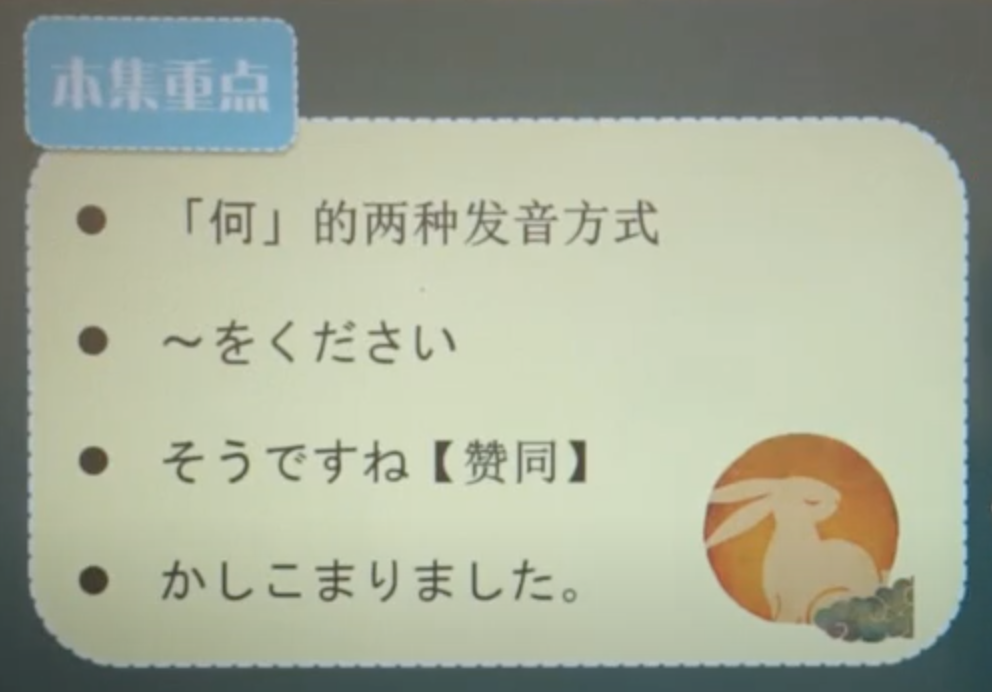 本集重点
● 「何」的两种发音方式
● ～をください
● そうですね【赞同】
● かしこまりました。